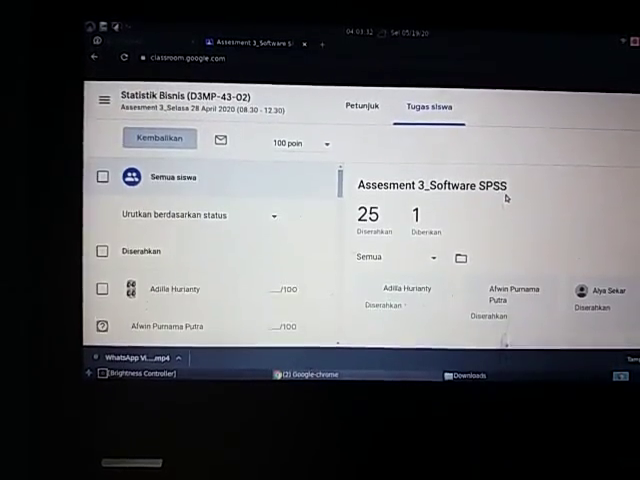 04:03:32 Sel 05/19:20
Assesment 3_Software S
classroom.google.com
Statistik Bisnis (D3MP-43-02)
Assesment 3_Selasa 28 April 2020 (08.30 - 12.30)
Petunjuk
Tugas siswa
Kembalikan
100 poin
Semua siswa
Assesment 3_Software SPSS
25
1
Diserahkan
Diberikan
Urutkan berdasarkan status
Semua
Diserahkan
Adilla Hurianty
__/100
Afwin Purnama Putra
__/100
Adilla Hurianty
Diserahkan
Afwin Purnama
Putra
Diserahkan
Alya Sekar
Diserahkan
WhatsApp Vi....mp4
[Brightness Controller]
(2) Google-chrome
Downloads